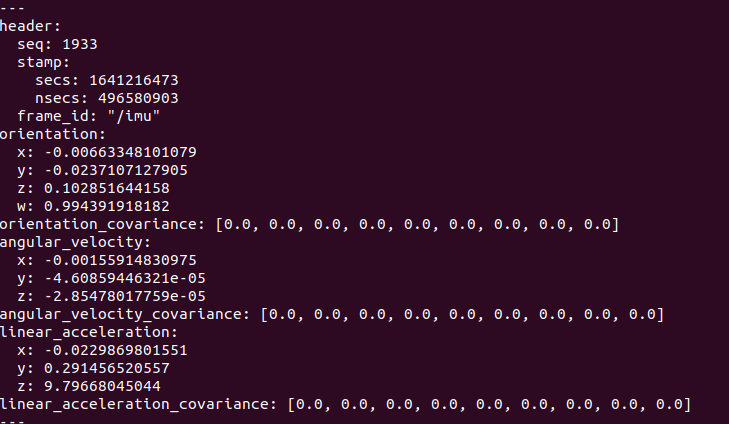 ---
header:
  seq: 1933
  stamp:
    secs: 1641216473
    nsecs: 496580903
  frame_id: "/imu"
orientation:
  x: -0.00663348101079
  y: -0.0237107127905
  z: 0.102851644158
  w: 0.994391918182
orientation_covariance: [0.0, 0.0, 0.0, 0.0, 0.0, 0.0, 0.0, 0.0, 0.0]
angular_velocity:
  x: -0.00155914830975
  y: -4.60859446321e-05
  z: -2.85478017759e-05
angular_velocity_covariance: [0.0, 0.0, 0.0, 0.0, 0.0, 0.0, 0.0, 0.0, 0.0]
linear_acceleration:
  x: -0.0229869801551
  y: 0.291456520557
  z: 9.79668045044
linear_acceleration_covariance: [0.0, 0.0, 0.0, 0.0, 0.0, 0.0, 0.0, 0.0, 0.0]
---